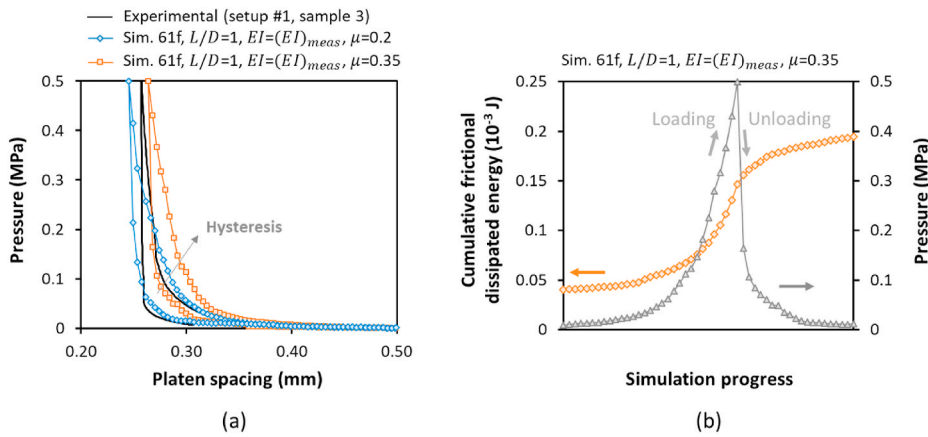 Experimental (setup #1, sample 3)
Sim. 61f, L/D=1, EI=(EI)meas, μ=0.2
Sim. 61f, L/D=1, EI=(EI)meas, μ=0.35
0.5
0.4
0.3
0.2
0.1
0
Pressure (MPa)
Hysteresis
0.20
0.30
0.40
0.50
Platen spacing (mm)
(a)
Sim. 61f, L/D=1, EI=(EI)meas, μ=0.35
0.25
0.2
0.15
0.1
0.05
0
Cumulative frictional
dissipated energy (10-3 J)
Loading
Unloading
0.5
0.4
0.3
0.2
0.1
0
Pressure (MPa)
Simulation progress
(b)